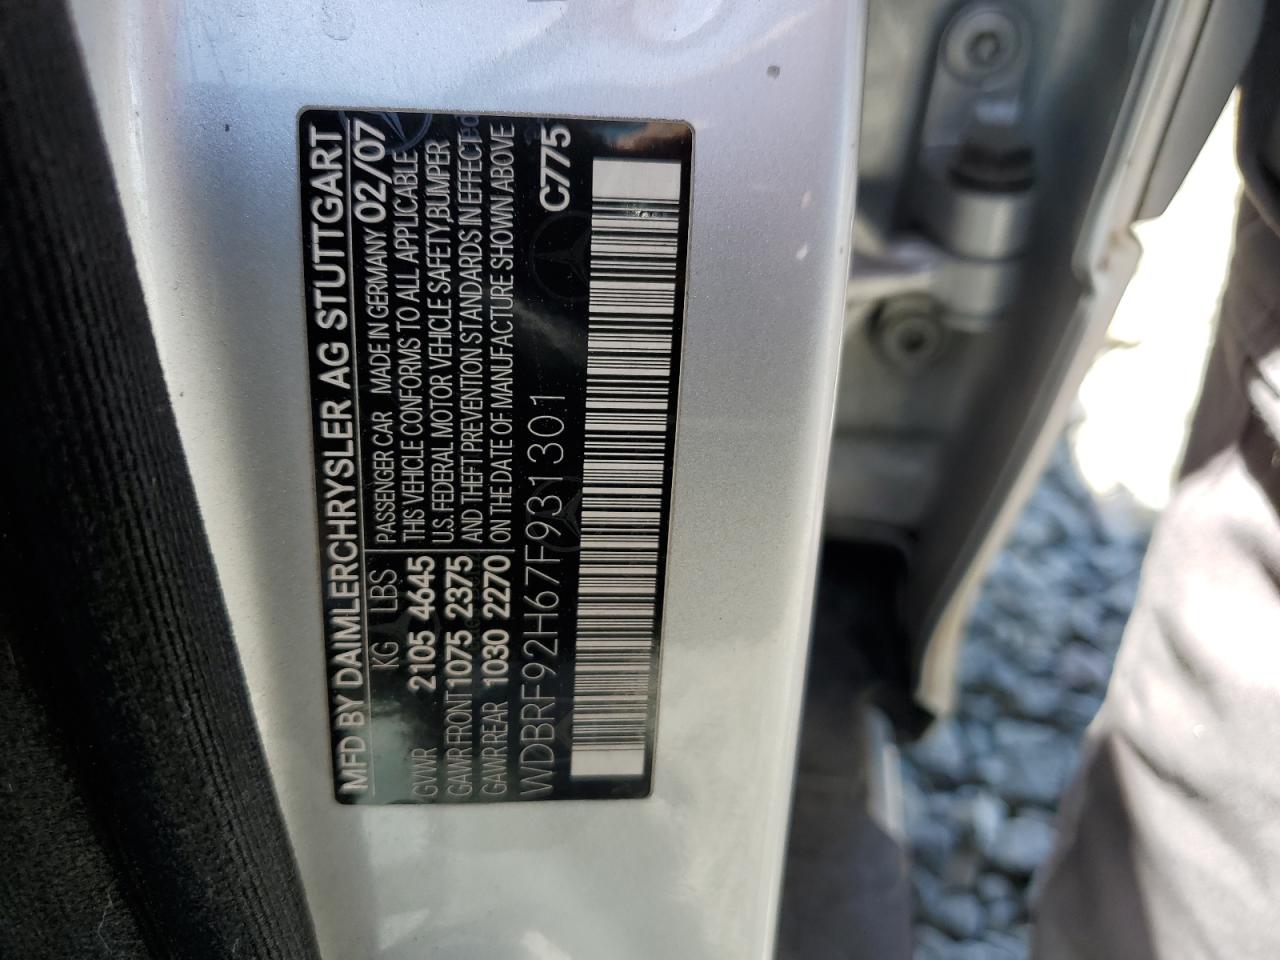 MFD BY DAIMLERCHRYSLER AG STUTTGART
KG LBS PASSENGER CAR MADE IN GERMANY 02/07
GVWR 2105 4645 THIS VEHICLE CONFORMS TO ALL APPLICABLE
U.S. FEDERAL MOTOR VEHICLE SAFETY,BUMPER
GAWR FRONT 1075 2375 AND THEFT PREVENTION STANDARDS IN EFFECT
GAWR REAR 1030 2270 ON THE DATE OF MANUFACTURE SHOWN ABOVE
WDBRF92H67F931301 C775